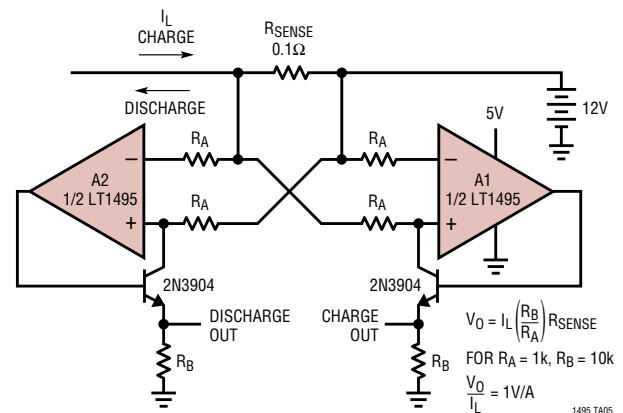 I_L
CHARGE
R_SENSE
0.1Ω
DISCHARGE
12V
5V
R_A
R_A
R_A
R_A
−
+
A2
1/2 LT1495
−
+
A1
1/2 LT1495
2N3904
2N3904
DISCHARGE
OUT
CHARGE
OUT
R_B
R_B
V_O = I_L (R_B / R_A) R_SENSE
FOR R_A = 1k, R_B = 10k
V_O / I_L = 1V/A
1495 TA05